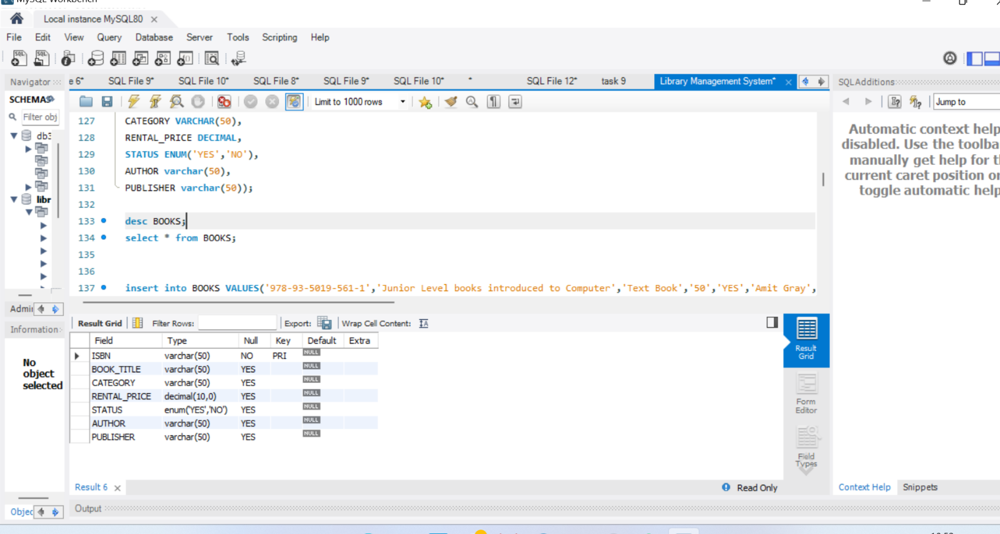 MySQL Workbench
Local instance MySQL80
File Edit View Query Database Server Tools Scripting Help
Navigator e 6* SQL File 9* SQL File 10* SQL File 8* SQL File 9* SQL File 10* * SQL File 12* task 9 Library Management System* SQLAdditions
SCHEMAS Limit to 1000 rows Jump to
Filter obj
127 CATEGORY VARCHAR(50),
128 RENTAL_PRICE DECIMAL,
129 STATUS ENUM('YES','NO'),
130 AUTHOR varchar(50),
131 PUBLISHER varchar(50));
132
133 desc BOOKS;
134 select * from BOOKS;
135
136
137 insert into BOOKS VALUES('978-93-5019-561-1','Junior Level books introduced to Computer','Text Book','50','YES','Amit Gray',
db3
libr
Automatic context help
disabled. Use the toolba
manually get help for t
current caret position or
toggle automatic help
Admin
Information
No
object
selected
Result Grid Filter Rows: Export: Wrap Cell Content:
Field Type Null Key Default Extra
ISBN varchar(50) NO PRI NULL
BOOK_TITLE varchar(50) YES NULL
CATEGORY varchar(50) YES NULL
RENTAL_PRICE decimal(10,0) YES NULL
STATUS enum('YES','NO') YES NULL
AUTHOR varchar(50) YES NULL
PUBLISHER varchar(50) YES NULL
Result
Grid
Form
Editor
Field
Types
Result 6 Read Only Context Help Snippets
Objec Output